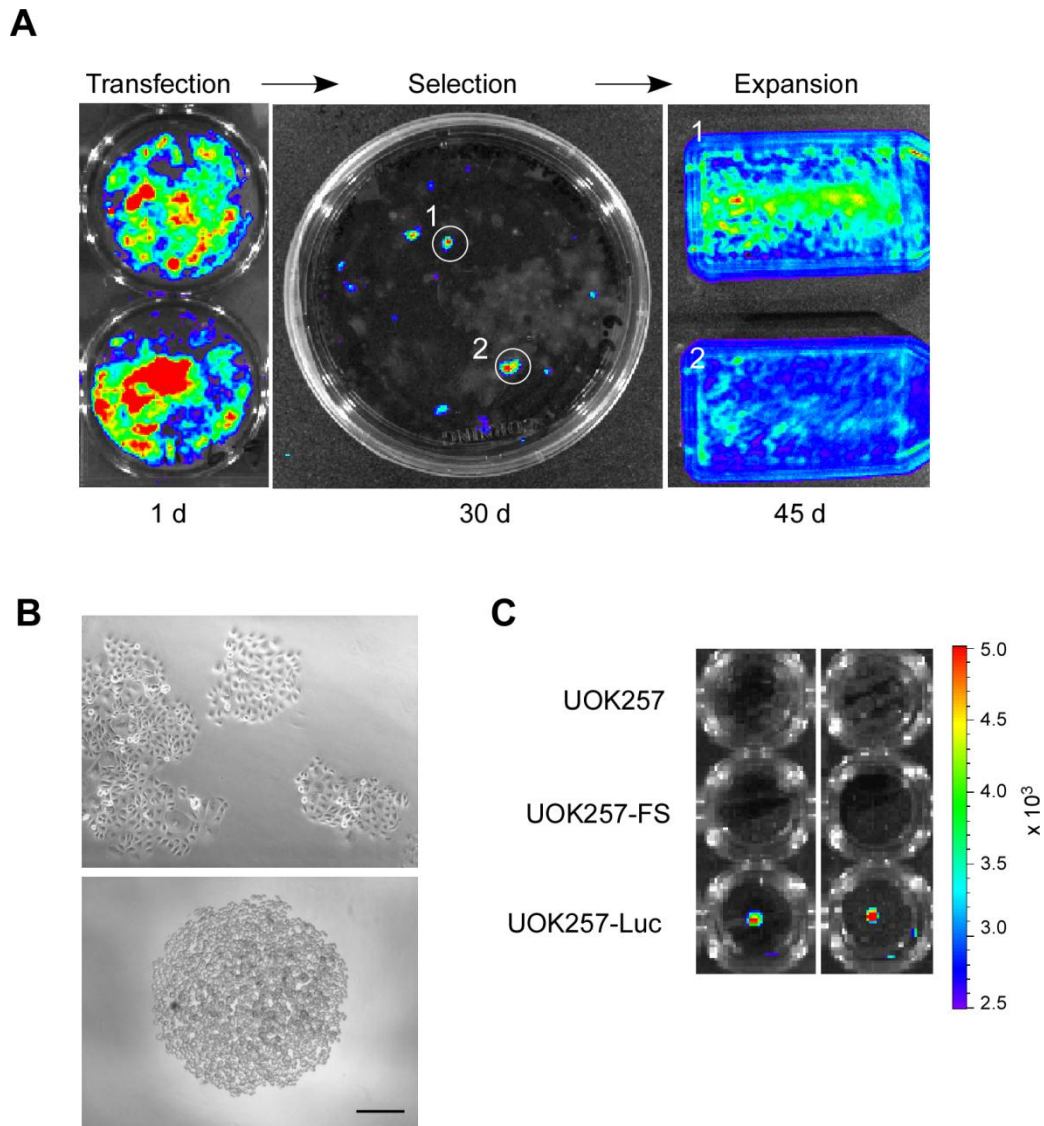 A
Transfection
Selection
Expansion
1
2
1
2
CORNING
1 d
30 d
45 d
B
C
UOK257
UOK257-FS
UOK257-Luc
5.0
4.5
4.0
3.5
3.0
2.5
x 10³